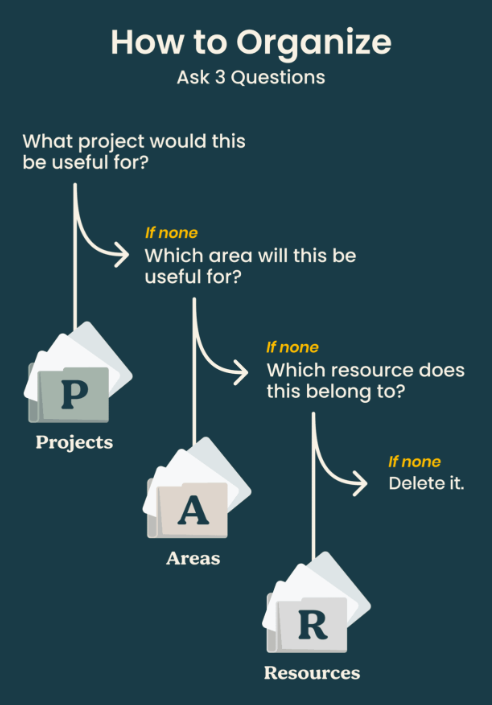 How to Organize
Ask 3 Questions
What project would this
be useful for?
If none
Which area will this be
useful for?
If none
Which resource does
this belong to?
P
Projects
If none
Delete it.
A
Areas
R
Resources